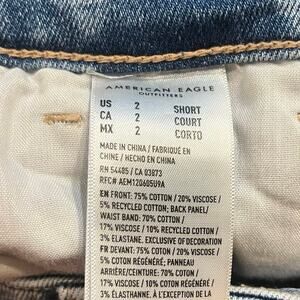 AMERICAN EAGLE
OUTFITTERS
US 2 SHORT
CA 2 COURT
MX 2 CORTO
MADE IN CHINA / FABRIQUÉ EN
CHINE / HECHO EN CHINA
RN 54485 / CA 03873
RFC# AEM120605U9A
EN FRONT: 75% COTTON / 20% VISCOSE /
5% RECYCLED COTTON; BACK PANEL/
WAIST BAND: 70% COTTON /
17% VISCOSE / 10% RECYCLED COTTON /
3% ELASTANE. EXCLUSIVE OF DECORATION
FR DEVANT: 75% COTON / 20% VISCOSE /
5% COTON RÉGÉNÉRÉ; PANNEAU
ARRIÈRE/CEINTURE: 70% COTON /
17% VISCOSE / 10% COTON RÉGÉNÉRÉ /
3% ÉLASTHANNE. À L'EXCEPTION DE LA